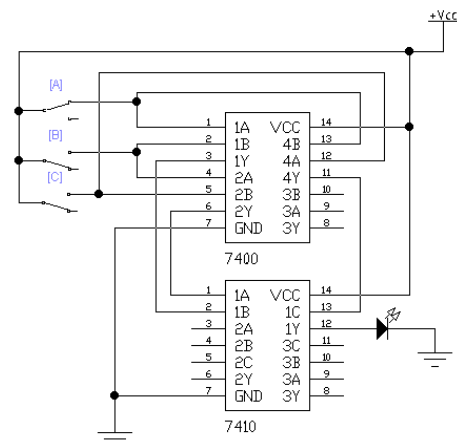 +Vcc
[A]
[B]
[C]
1 1A VCC 14
2 1B 4B 13
3 1Y 4A 12
4 2A 4Y 11
5 2B 3B 10
6 2Y 3A 9
7 GND 3Y 8
7400
1 1A VCC 14
2 1B 1C 13
3 2A 1Y 12
4 2B 3C 11
5 2C 3B 10
6 2Y 3A 9
7 GND 3Y 8
7410